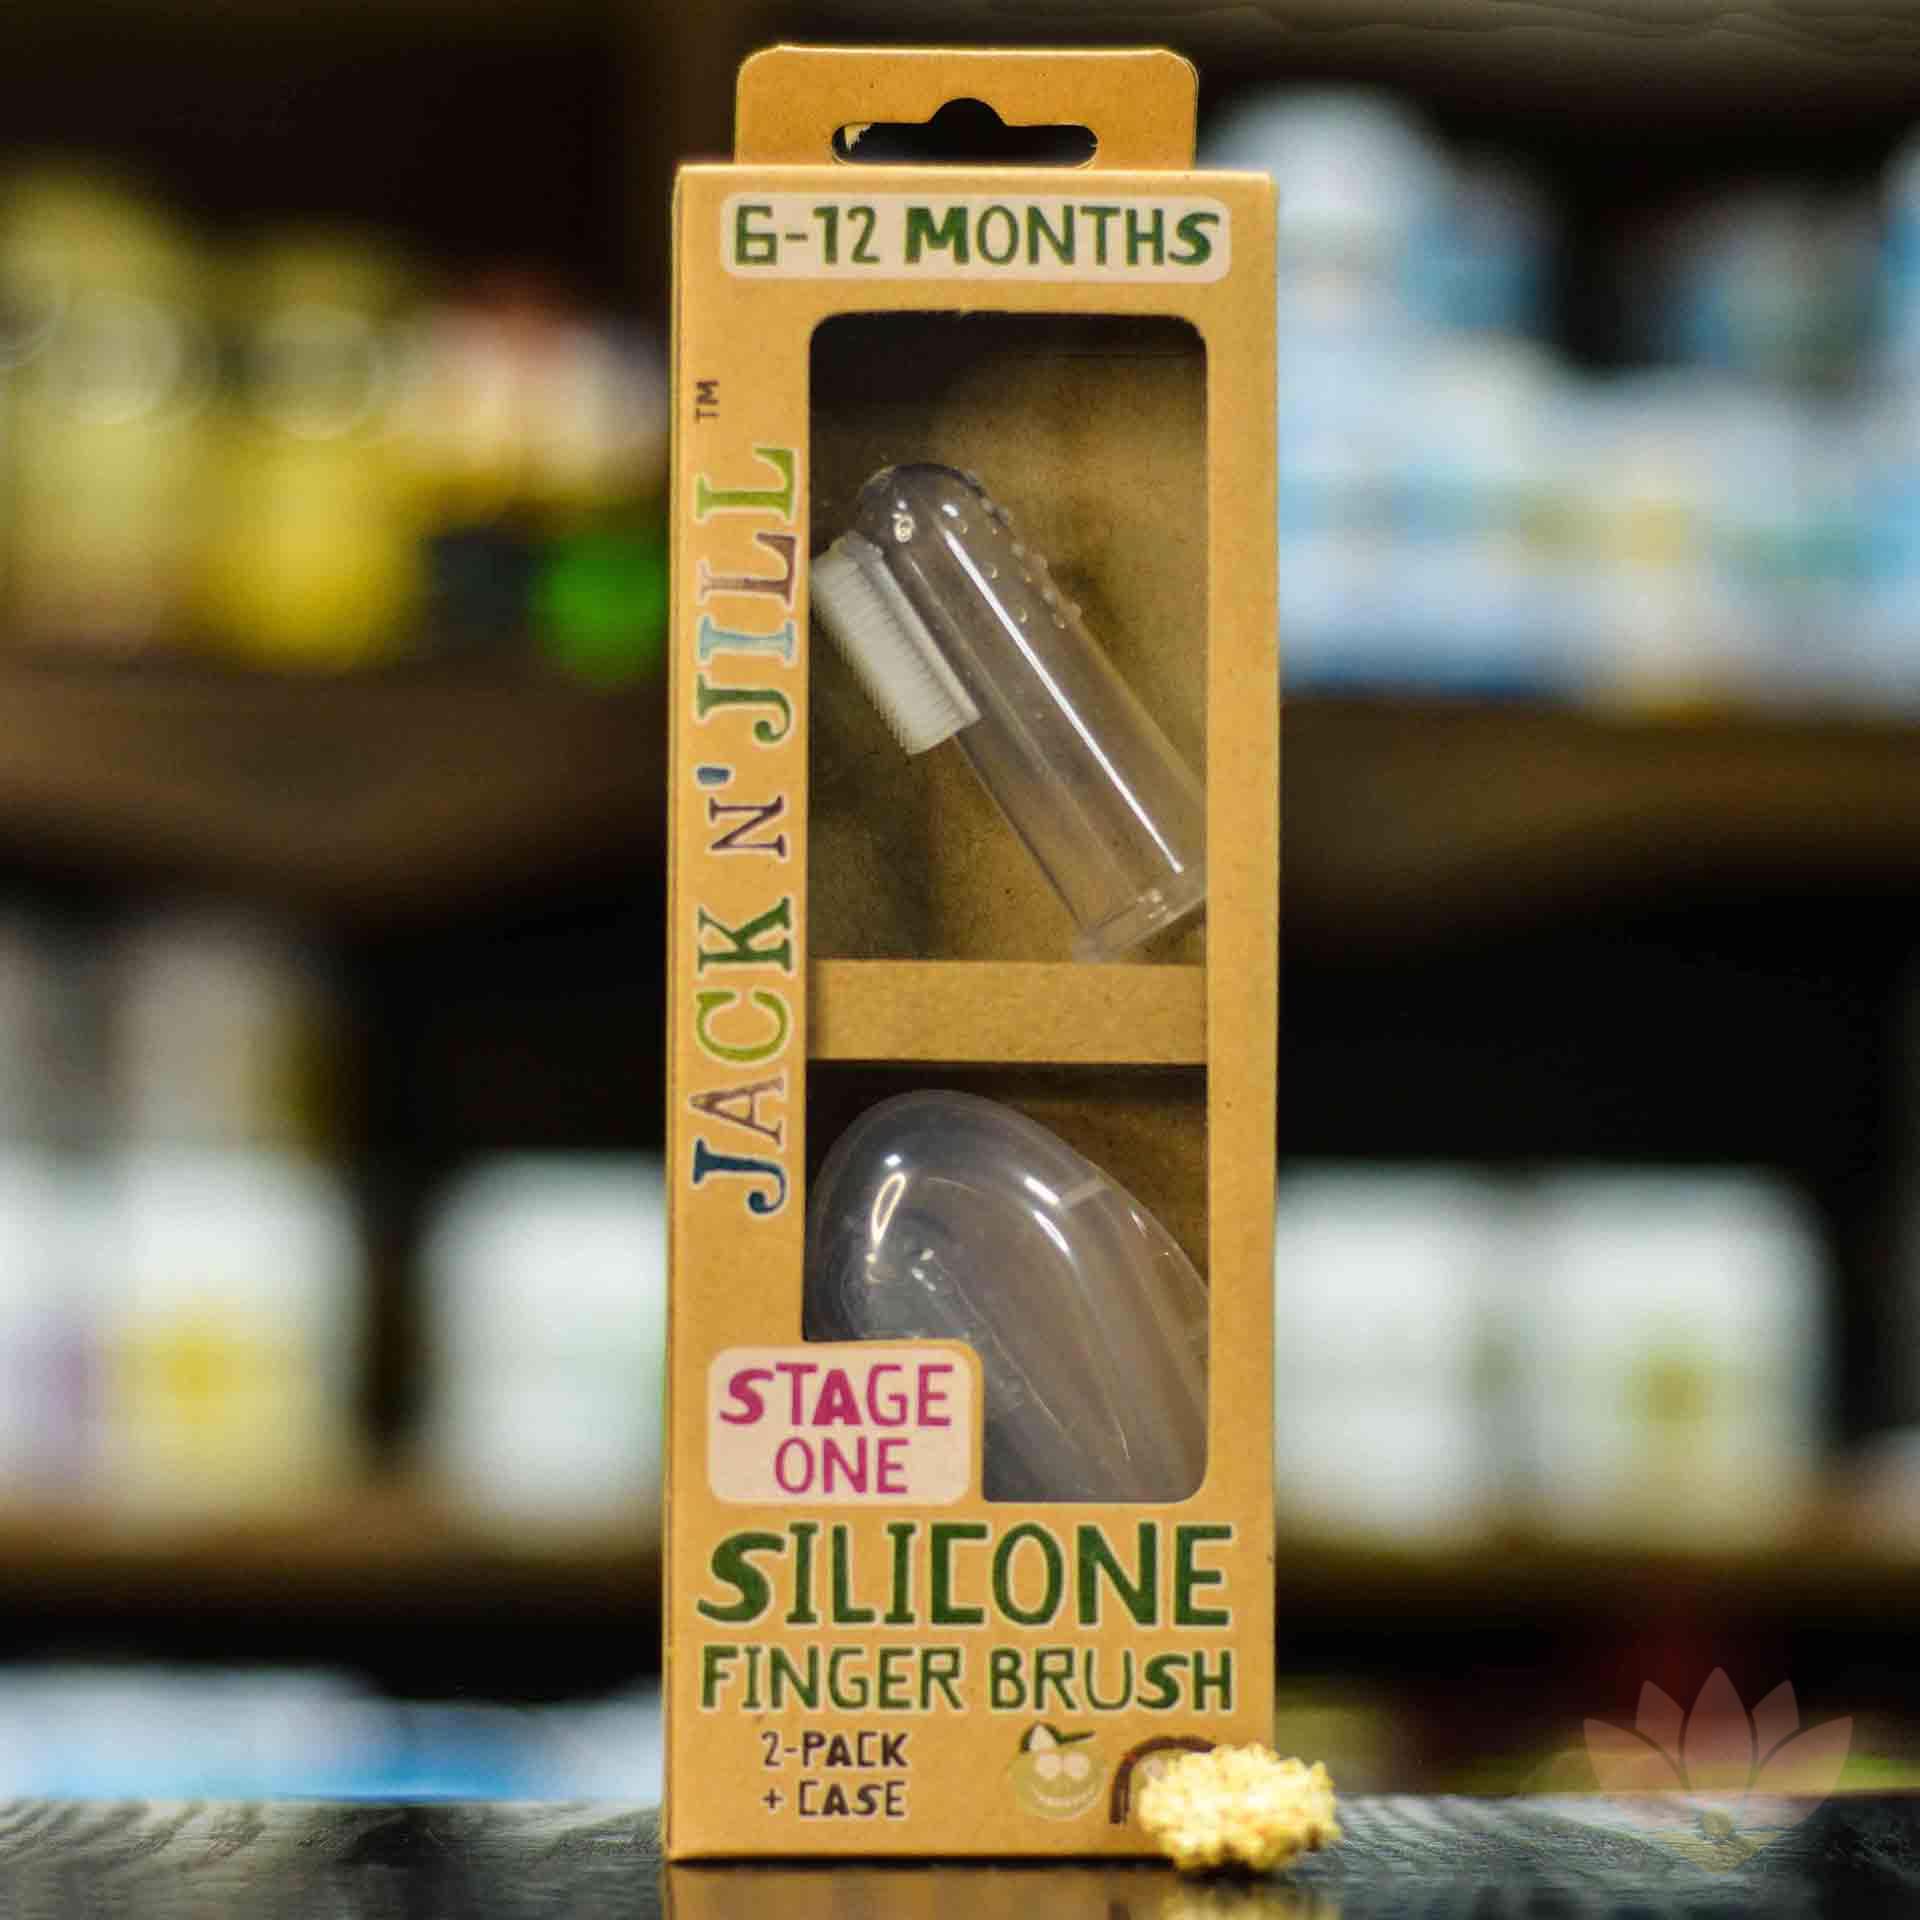 6-12 MONTHS
JACK N' JILL™
STAGE
ONE
SILICONE
FINGER BRUSH
2-PACK
+ CASE